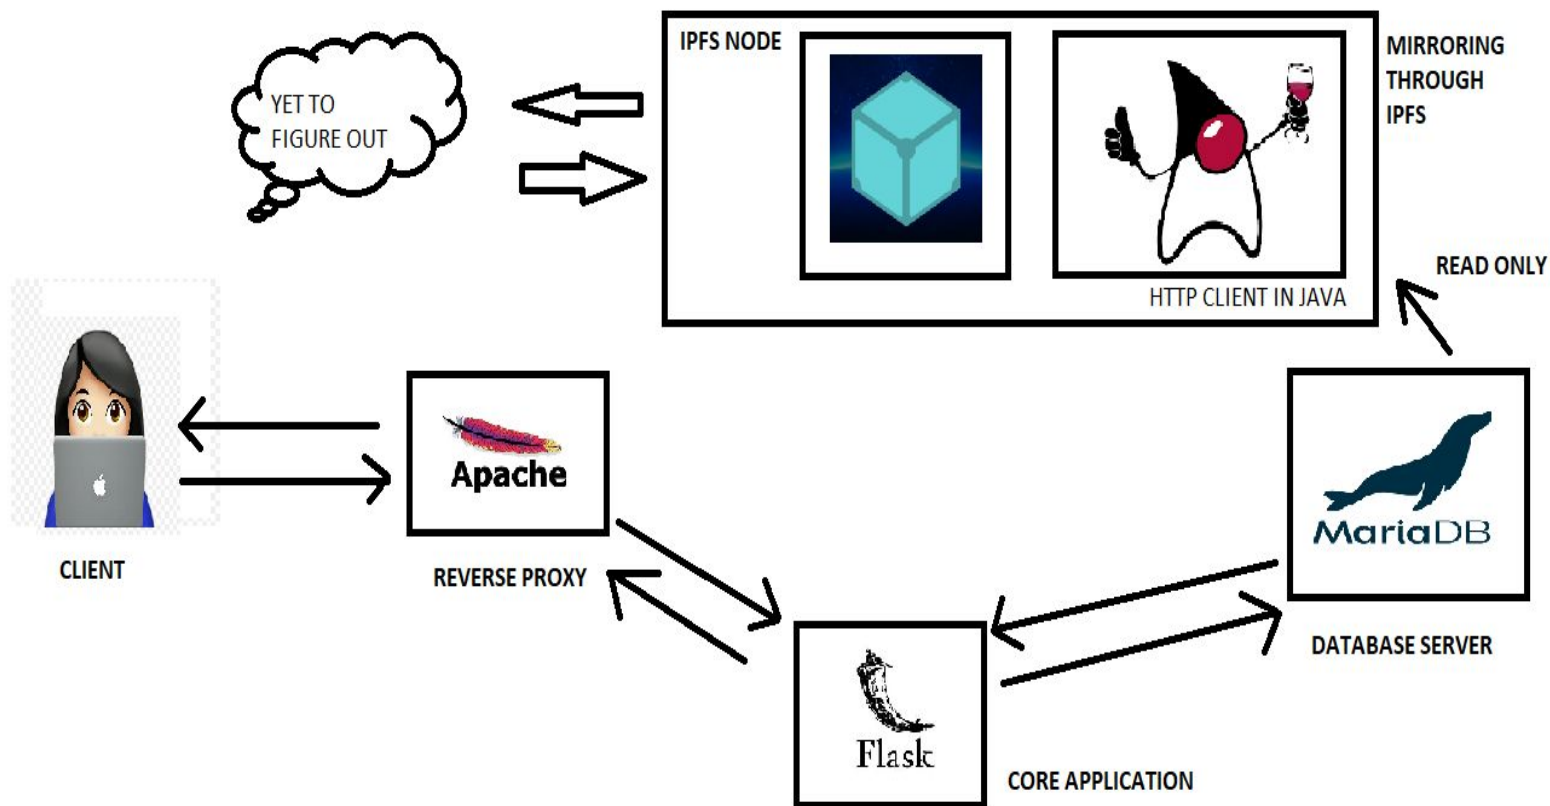 IPFS NODE
MIRRORING
THROUGH
IPFS
YET TO
FIGURE OUT
HTTP CLIENT IN JAVA
READ ONLY
Apache
CLIENT
REVERSE PROXY
MariaDB
DATABASE SERVER
Flask
CORE APPLICATION